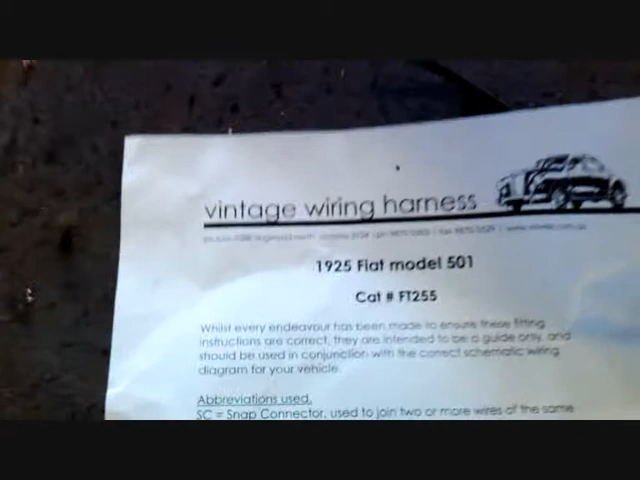 vintage wiring harness
1925 Fiat model 501
Cat # FT255
Whilst every endeavour has been made to ensure these fitting
instructions are correct, they are intended to be a guide only, and
should be used in conjunction with the correct schematic wiring
diagram for your vehicle.
Abbreviations used.
SC = Snap Connector, used to join two or more wires of the same